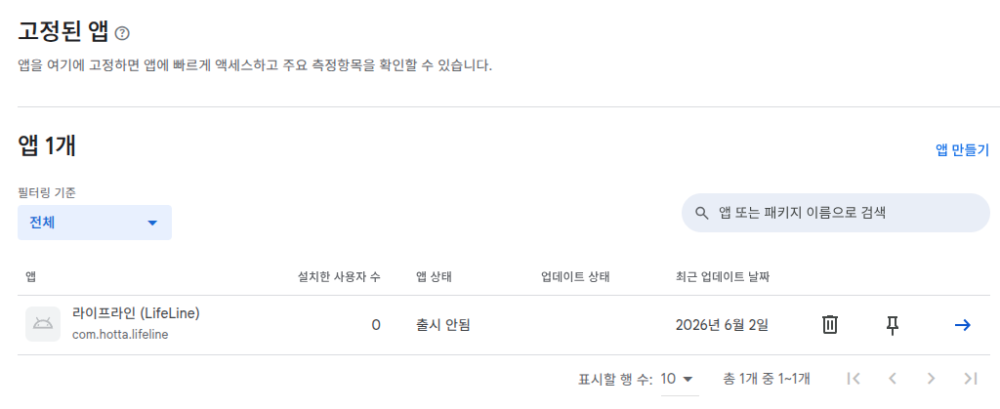 고정된 앱
앱을 여기에 고정하면 앱에 빠르게 액세스하고 주요 측정항목을 확인할 수 있습니다.
앱 1개
앱 만들기
필터링 기준
전체
앱 또는 패키지 이름으로 검색
앱 설치한 사용자 수 앱 상태 업데이트 상태 최근 업데이트 날짜
라이프라인 (LifeLine)
com.hotta.lifeline
0 출시 안됨 2026년 6월 2일
표시할 행 수: 10 총 1개 중 1~1개